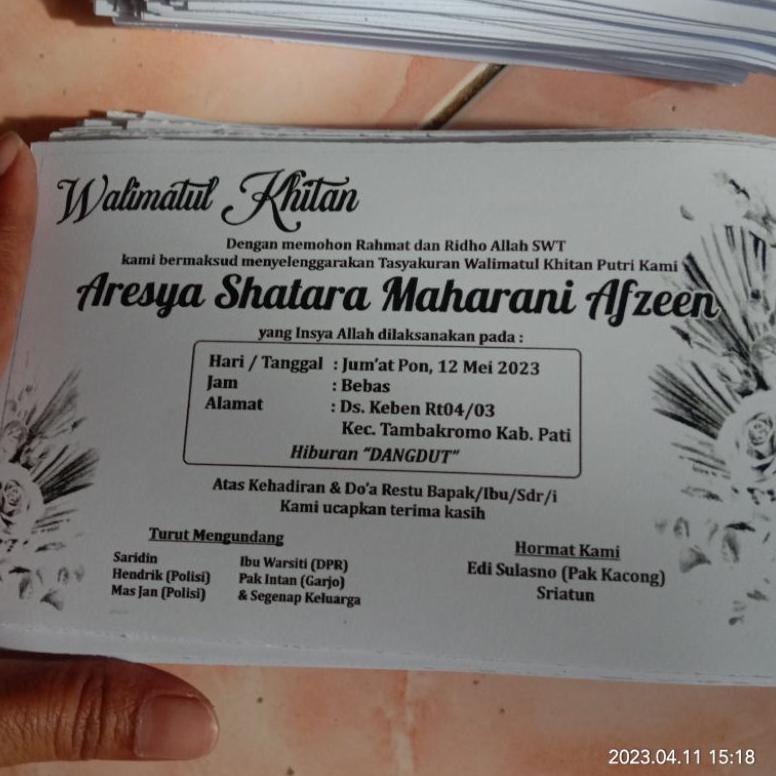 Walimatul Khitan
Dengan memohon Rahmat dan Ridho Allah SWT
kami bermaksud menyelenggarakan Tasyakuran Walimatul Khitan Putri Kami
Aresya Shatara Maharani Afzeen
yang Insya Allah dilaksanakan pada :
Hari / Tanggal : Jum'at Pon, 12 Mei 2023
Jam : Bebas
Alamat : Ds. Keben Rt04/03
Kec. Tambakromo Kab. Pati
Hiburan "DANGDUT"
Atas Kehadiran & Do'a Restu Bapak/Ibu/Sdr/i
Kami ucapkan terima kasih
Turut Mengundang
Saridin Ibu Warsiti (DPR)
Hendrik (Polisi) Pak Intan (Garjo)
Mas Jan (Polisi) & Segenap Keluarga
Hormat Kami
Edi Sulasno (Pak Kacong)
Sriatun
2023.04.11 15:18